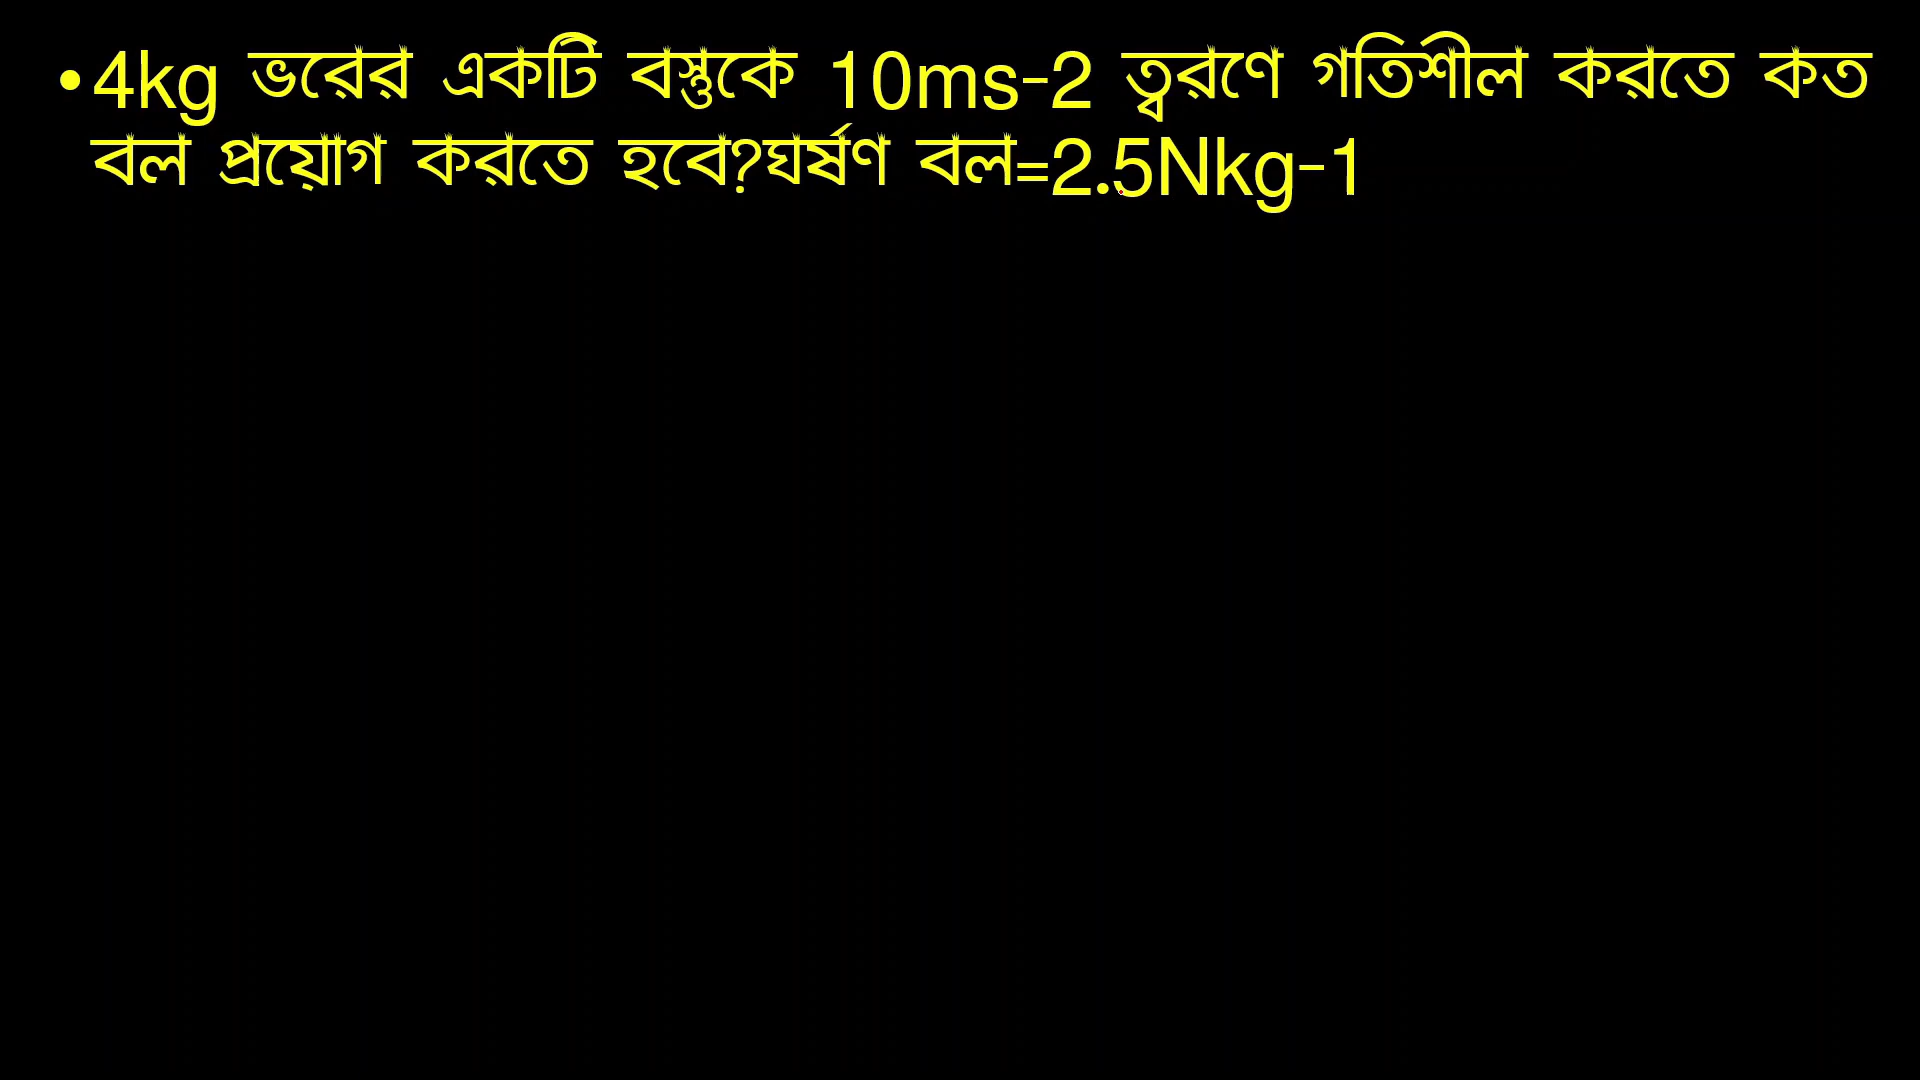 •4kg ভরের একটি বস্তুকে 10ms-2 ত্বরণে গতিশীল করতে কত
বল প্রয়োগ করতে হবে?ঘর্ষণ বল=2.5Nkg-1